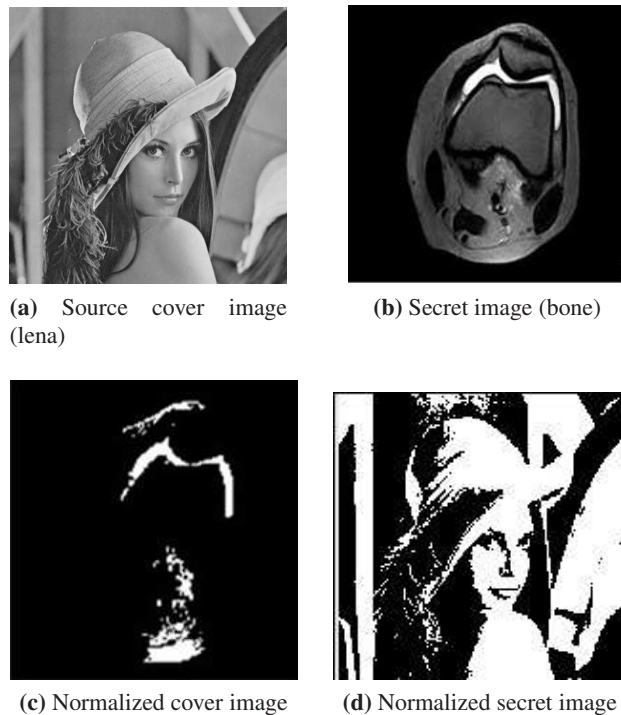 (a) Source cover image
(lena)
(b) Secret image (bone)
(c) Normalized cover image
(d) Normalized secret image